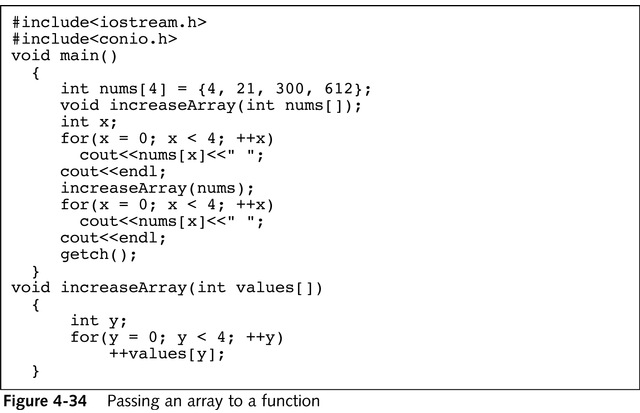 #include<iostream.h>
#include<conio.h>
void main()
  {
     int nums[4] = {4, 21, 300, 612};
     void increaseArray(int nums[]);
     int x;
     for(x = 0; x < 4; ++x)
       cout<<nums[x]<<" ";
     cout<<endl;
     increaseArray(nums);
     for(x = 0; x < 4; ++x)
       cout<<nums[x]<<" ";
     cout<<endl;
     getch();
  }
void increaseArray(int values[])
  {
      int y;
      for(y = 0; y < 4; ++y)
          ++values[y];
  }
Figure 4-34 Passing an array to a function